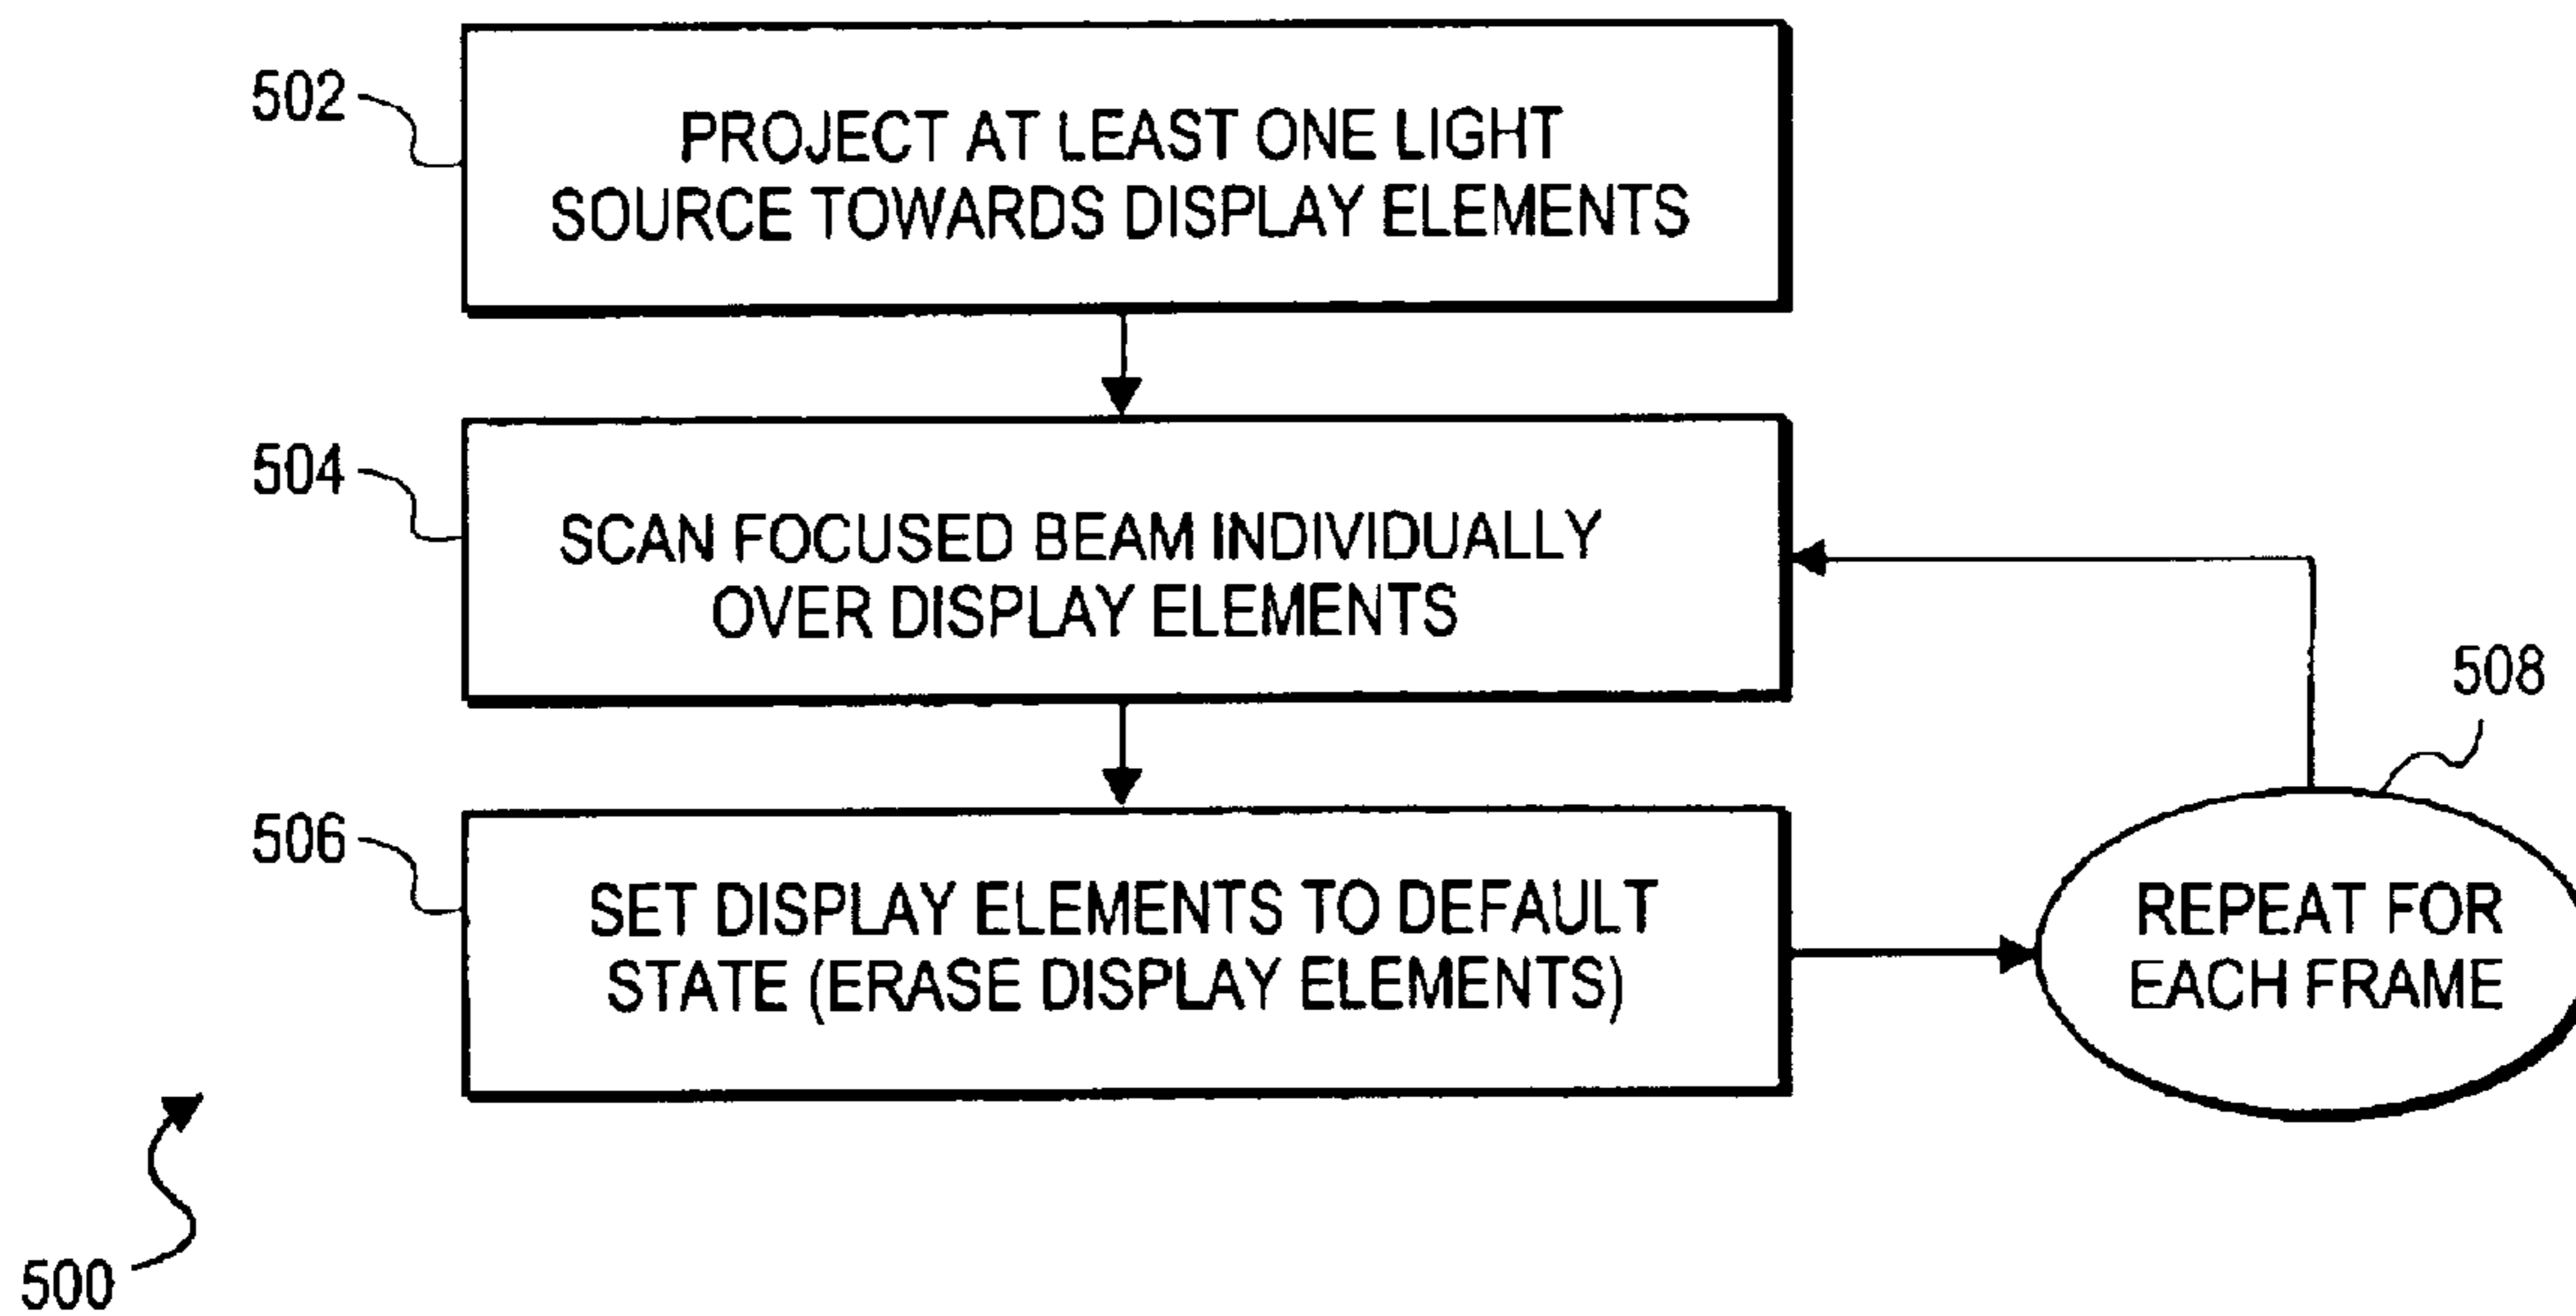 502
PROJECT AT LEAST ONE LIGHT
SOURCE TOWARDS DISPLAY ELEMENTS
504
SCAN FOCUSED BEAM INDIVIDUALLY
OVER DISPLAY ELEMENTS
508
506
SET DISPLAY ELEMENTS TO DEFAULT
STATE (ERASE DISPLAY ELEMENTS)
REPEAT FOR
EACH FRAME
500